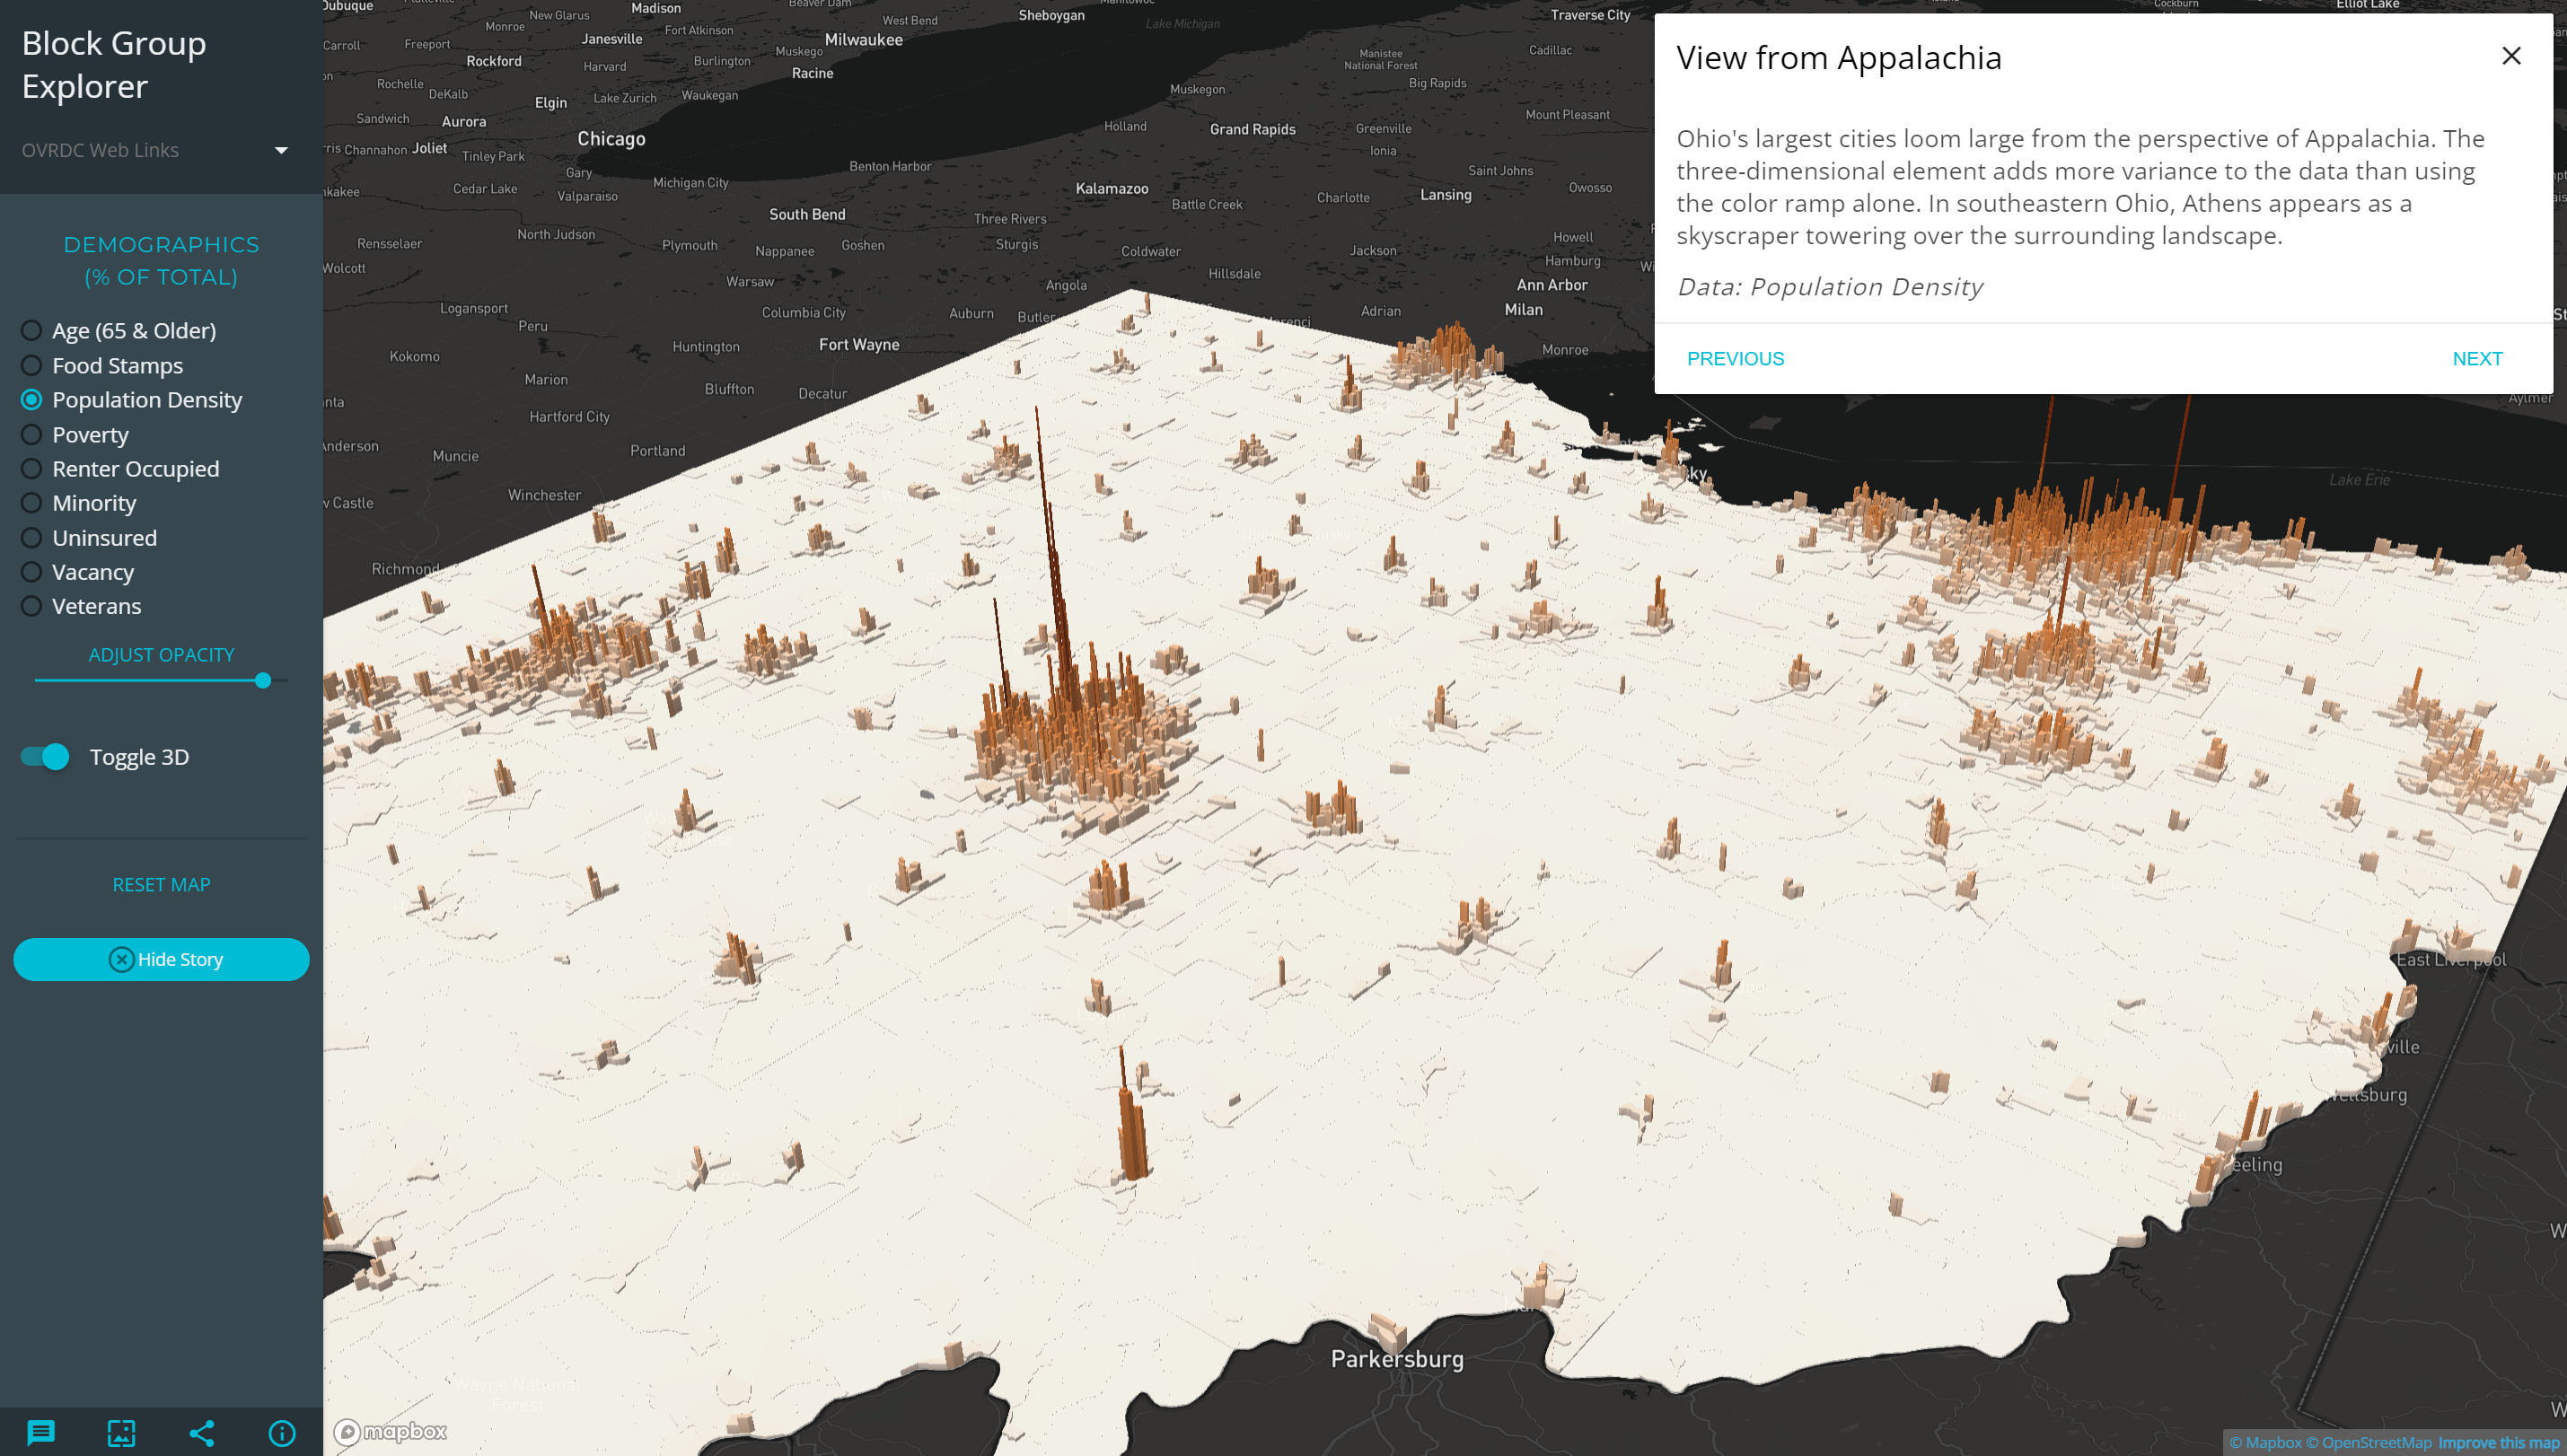 Block Group
Explorer
OVRDC Web Links
DEMOGRAPHICS
(% OF TOTAL)
Age (65 & Older)
Food Stamps
Population Density
Poverty
Renter Occupied
Minority
Uninsured
Vacancy
Veterans
ADJUST OPACITY
Toggle 3D
RESET MAP
Hide Story
View from Appalachia
Ohio's largest cities loom large from the perspective of Appalachia. The
three-dimensional element adds more variance to the data than using
the color ramp alone. In southeastern Ohio, Athens appears as a
skyscraper towering over the surrounding landscape.
Data: Population Density
PREVIOUS
NEXT
Dubuque
Madison
Beaver Dam
Sheboygan
Lake Michigan
Traverse City
Cockburn
Elliot Lake
New Glarus
Monroe
Janesville
Fort Atkinson
West Bend
Carroll
Freeport
Muskego
Milwaukee
Manistee
National Forest
Cadillac
Rockford
Harvard
Burlington
Racine
Rochelle
DeKalb
Elgin
Lake Zurich
Waukegan
Muskegon
Big Rapids
Sandwich
Aurora
Chicago
Holland
Grand Rapids
Greenville
Mount Pleasant
Channahon
Joliet
Tinley Park
Gary
Michigan City
Benton Harbor
Ionia
Saint Johns
Cedar Lake
Valparaiso
Kalamazoo
Battle Creek
Charlotte
Lansing
Owosso
South Bend
Three Rivers
Rensselaer
North Judson
Plymouth
Nappanee
Goshen
Sturgis
Coldwater
Jackson
Howell
Hamburg
Wolcott
Warsaw
Angola
Hillsdale
Ann Arbor
Logansport
Peru
Columbia City
Auburn
Butler
Adrian
Milan
Kokomo
Huntington
Fort Wayne
Monroe
Marion
Bluffton
Decatur
Aylmer
Hartford City
Anderson
Muncie
Portland
Winchester
Lake Erie
Richmond
East Liverpool
Wellsburg
Parkersburg
Wayne National
Forest
mapbox
© Mapbox © OpenStreetMap Improve this map